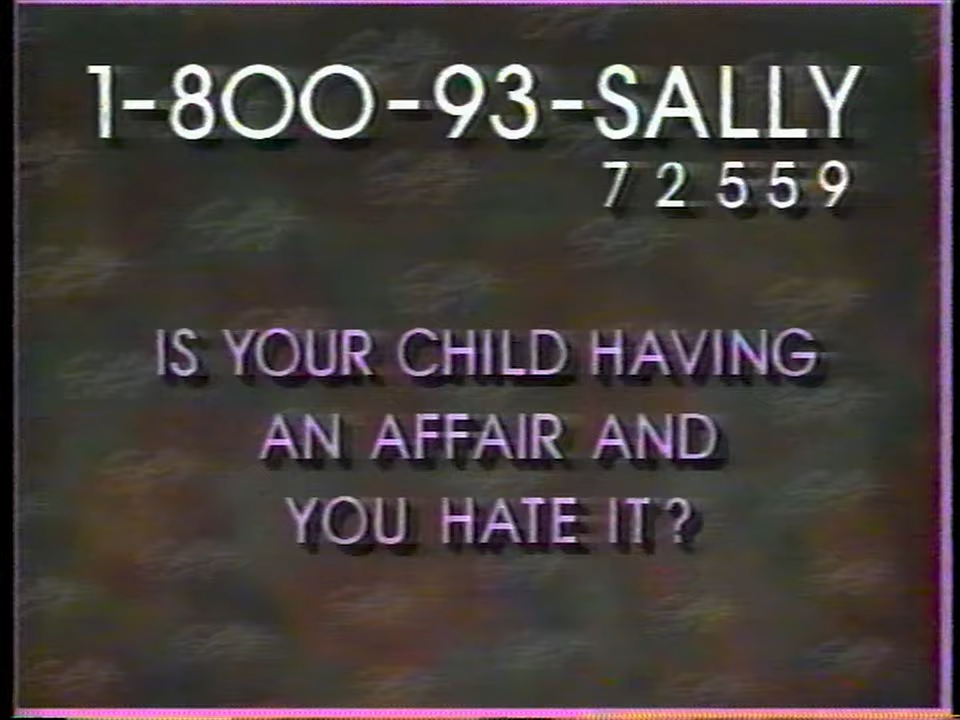 1-800-93-SALLY
72559
IS YOUR CHILD HAVING
AN AFFAIR AND
YOU HATE IT?